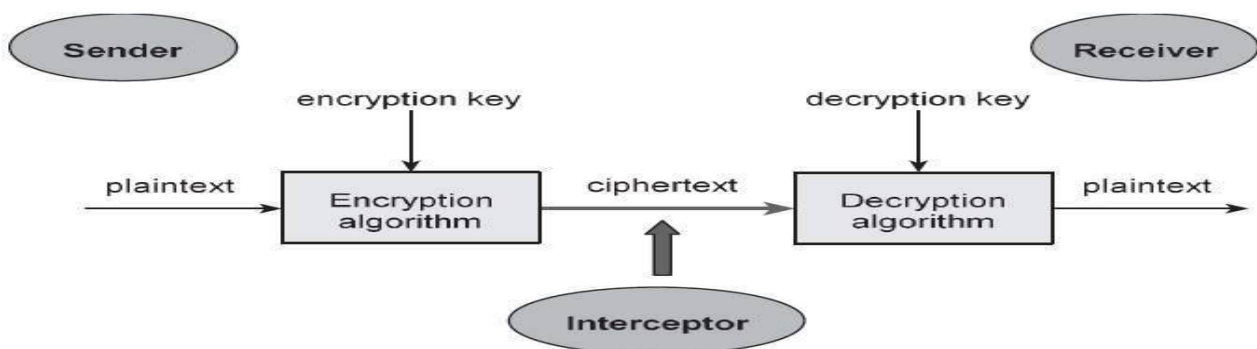 Sender
Receiver
encryption key
decryption key
plaintext
Encryption
algorithm
ciphertext
Decryption
algorithm
plaintext
Interceptor